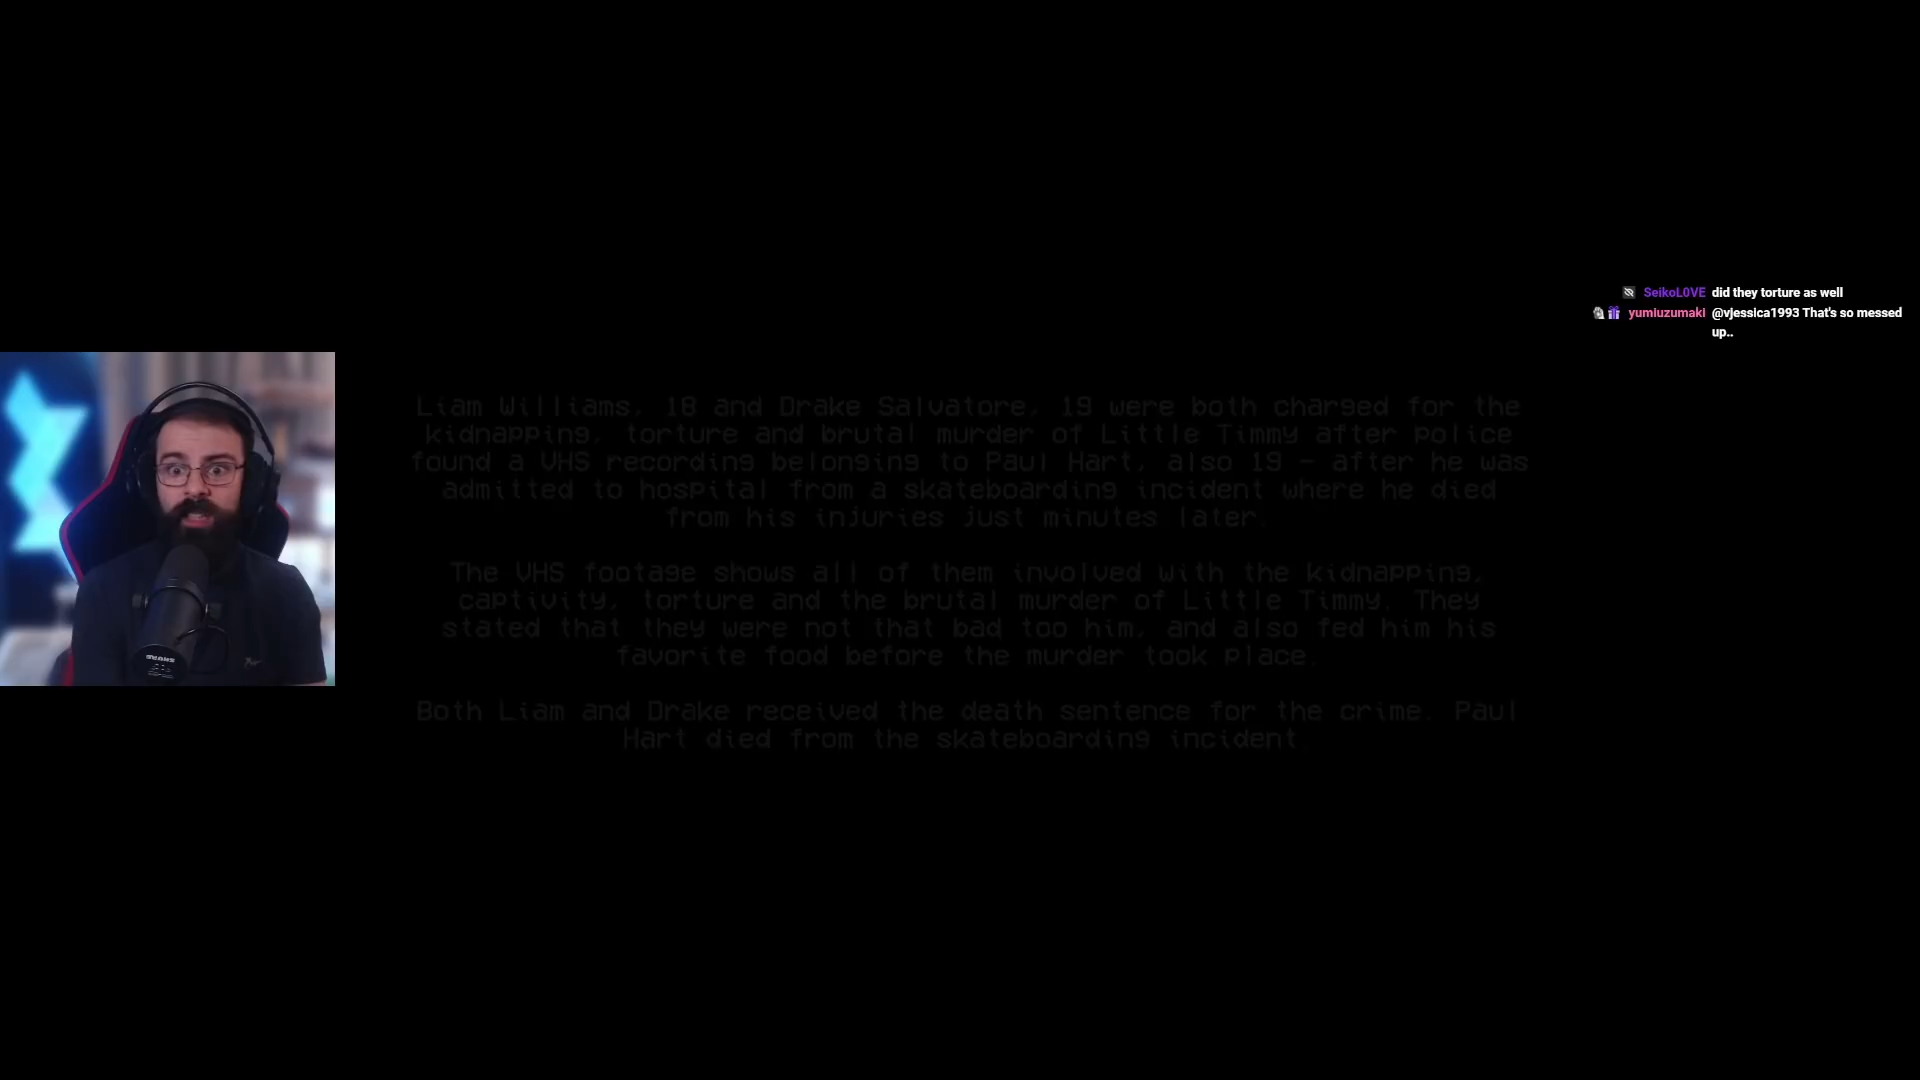 SeikoL0VE did they torture as well
yumiuzumaki @vjessica1993 That's so messed
up..
Liam Williams, 18 and Drake Salvatore, 19 were both charged for the
kidnapping, torture and brutal murder of Little Timmy after police
found a VHS recording belonging to Paul Hart, also 19 - after he was
admitted to hospital from a skateboarding incident where he died
from his injuries just minutes later.
The VHS footage shows all of them involved with the kidnapping,
captivity, torture and the brutal murder of Little Timmy. They
stated that they were not that bad too him, and also fed him his
favorite food before the murder took place.
Both Liam and Drake received the death sentence for the crime. Paul
Hart died from the skateboarding incident.